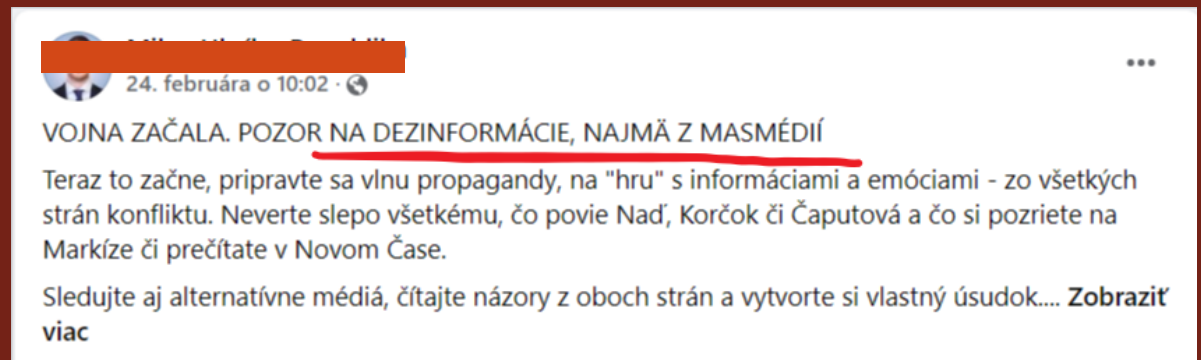 24. februára o 10:02 ·
VOJNA ZAČALA. POZOR NA DEZINFORMÁCIE, NAJMÄ Z MASMÉDIÍ
Teraz to začne, pripravte sa vlnu propagandy, na "hru" s informáciami a emóciami - zo všetkých
strán konfliktu. Neverte slepo všetkému, čo povie Naď, Korčok či Čaputová a čo si pozriete na
Markíze či prečítate v Novom Čase.
Sledujte aj alternatívne médiá, čítajte názory z oboch strán a vytvorte si vlastný úsudok.... Zobraziť
viac